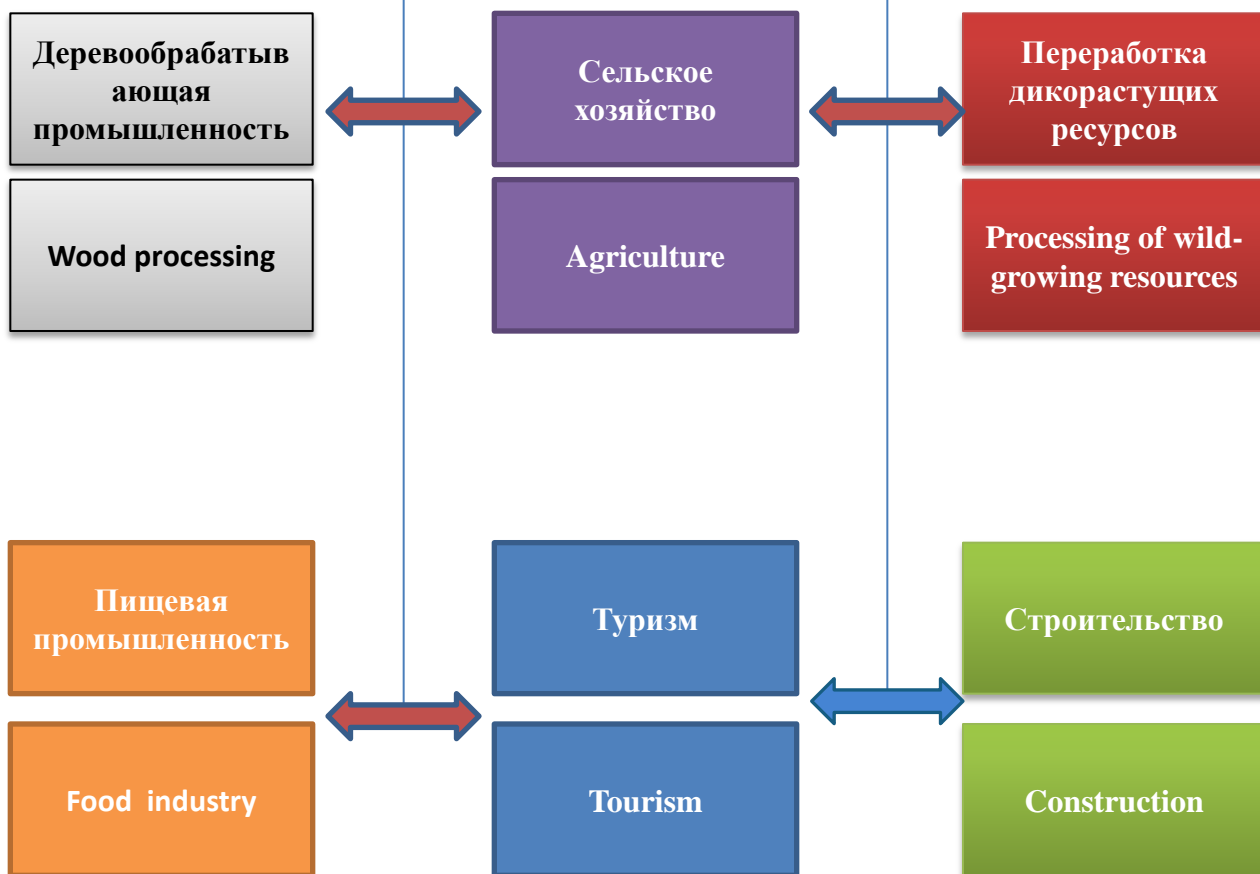 Деревообрабатыв
ающая
промышленность
Сельское
хозяйство
Переработка
дикорастущих
ресурсов
Wood processing
Agriculture
Processing of wild-
growing resources
Пищевая
промышленность
Туризм
Строительство
Food industry
Tourism
Construction